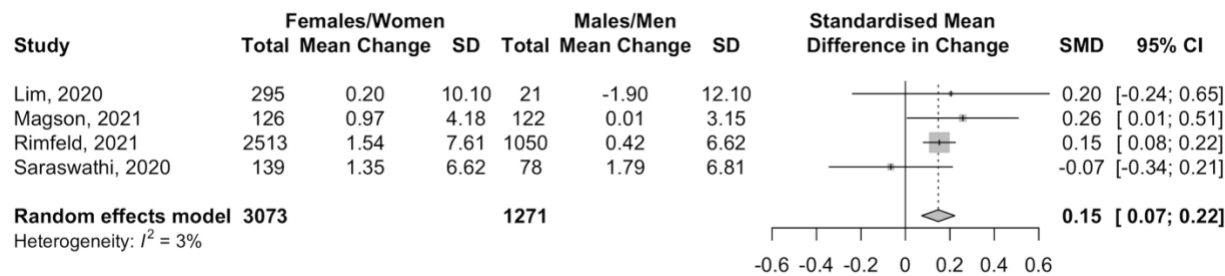 Females/Women Males/Men Standardised Mean
Study Total Mean Change SD Total Mean Change SD Difference in Change SMD 95% CI
Lim, 2020 295 0.20 10.10 21 -1.90 12.10 0.20 [-0.24; 0.65]
Magson, 2021 126 0.97 4.18 122 0.01 3.15 0.26 [ 0.01; 0.51]
Rimfeld, 2021 2513 1.54 7.61 1050 0.42 6.62 0.15 [ 0.08; 0.22]
Saraswathi, 2020 139 1.35 6.62 78 1.79 6.81 -0.07 [-0.34; 0.21]
Random effects model 3073 1271 0.15 [ 0.07; 0.22]
Heterogeneity: I² = 3%
-0.6 -0.4 -0.2 0 0.2 0.4 0.6